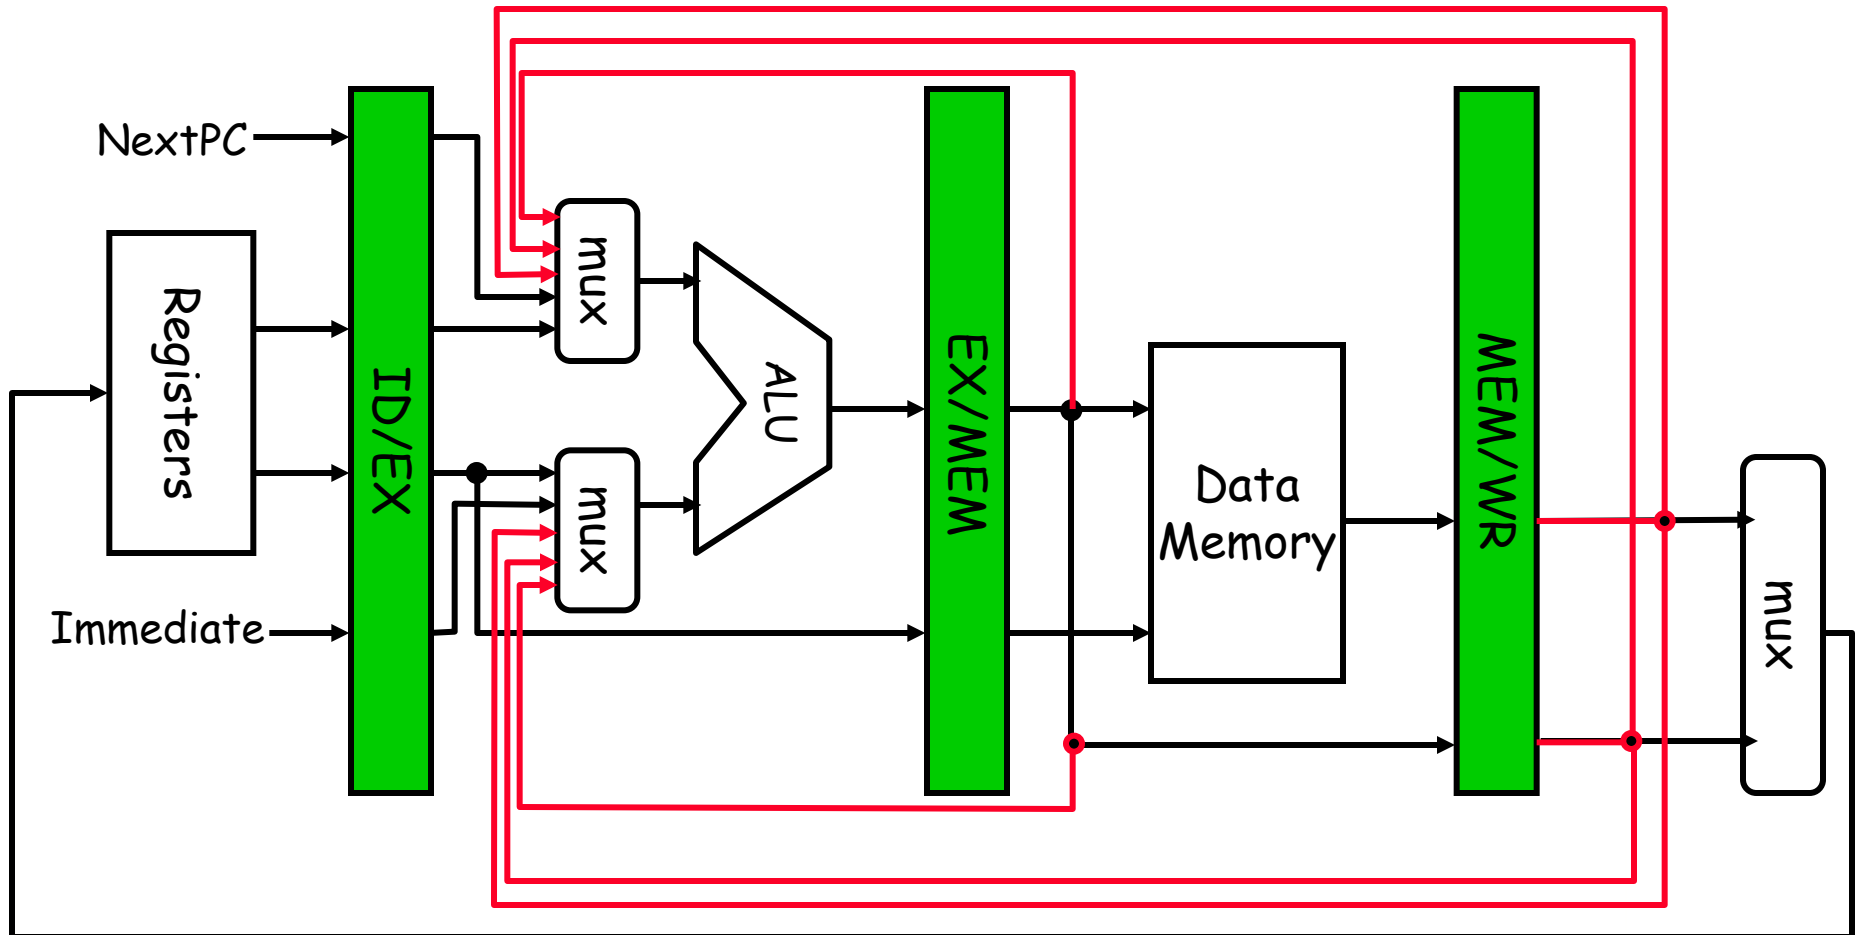 NextPC
Registers
Immediate
ID/EX
mux
mux
ALU
EX/MEM
Data
Memory
MEM/WR
mux